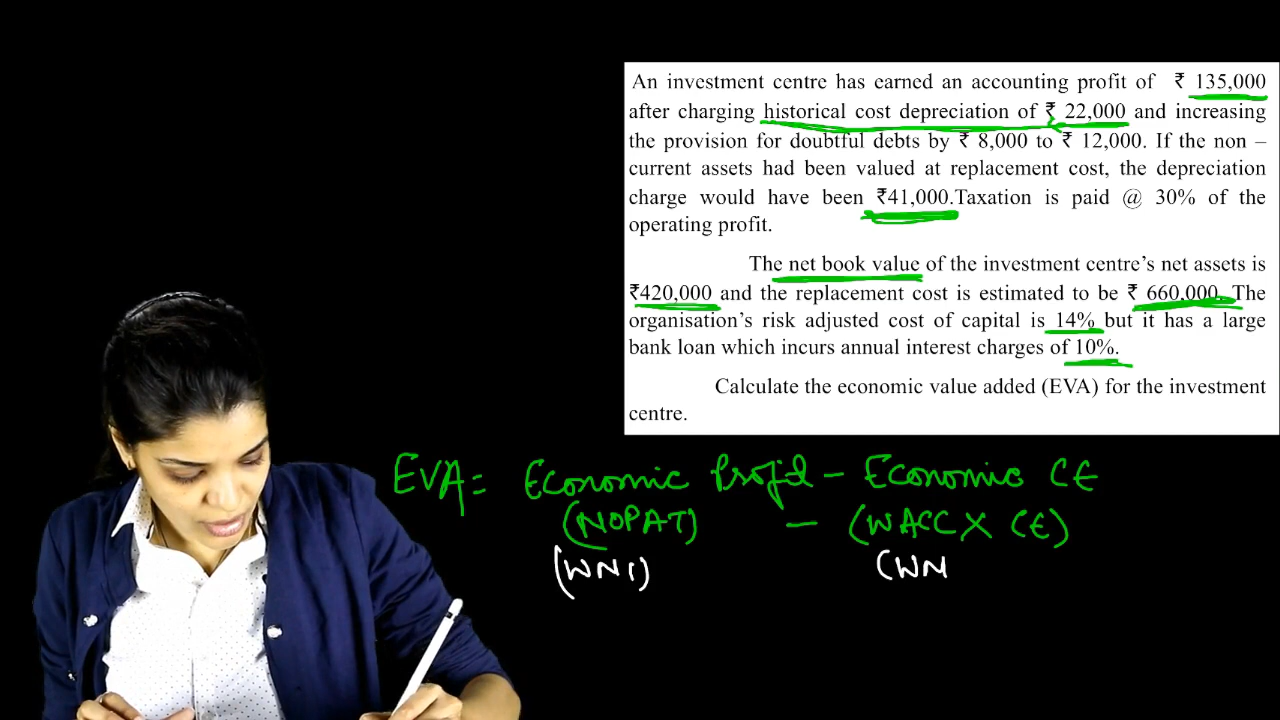 An investment centre has earned an accounting profit of ₹ 135,000
after charging historical cost depreciation of ₹ 22,000 and increasing
the provision for doubtful debts by ₹ 8,000 to ₹ 12,000. If the non –
current assets had been valued at replacement cost, the depreciation
charge would have been ₹41,000.Taxation is paid @ 30% of the
operating profit.
The net book value of the investment centre’s net assets is
₹420,000 and the replacement cost is estimated to be ₹ 660,000. The
organisation’s risk adjusted cost of capital is 14% but it has a large
bank loan which incurs annual interest charges of 10%.
Calculate the economic value added (EVA) for the investment
centre.
EVA = Economic Profit – Economic CE
(NOPAT) – (WACC X CE)
(WN1) (WN